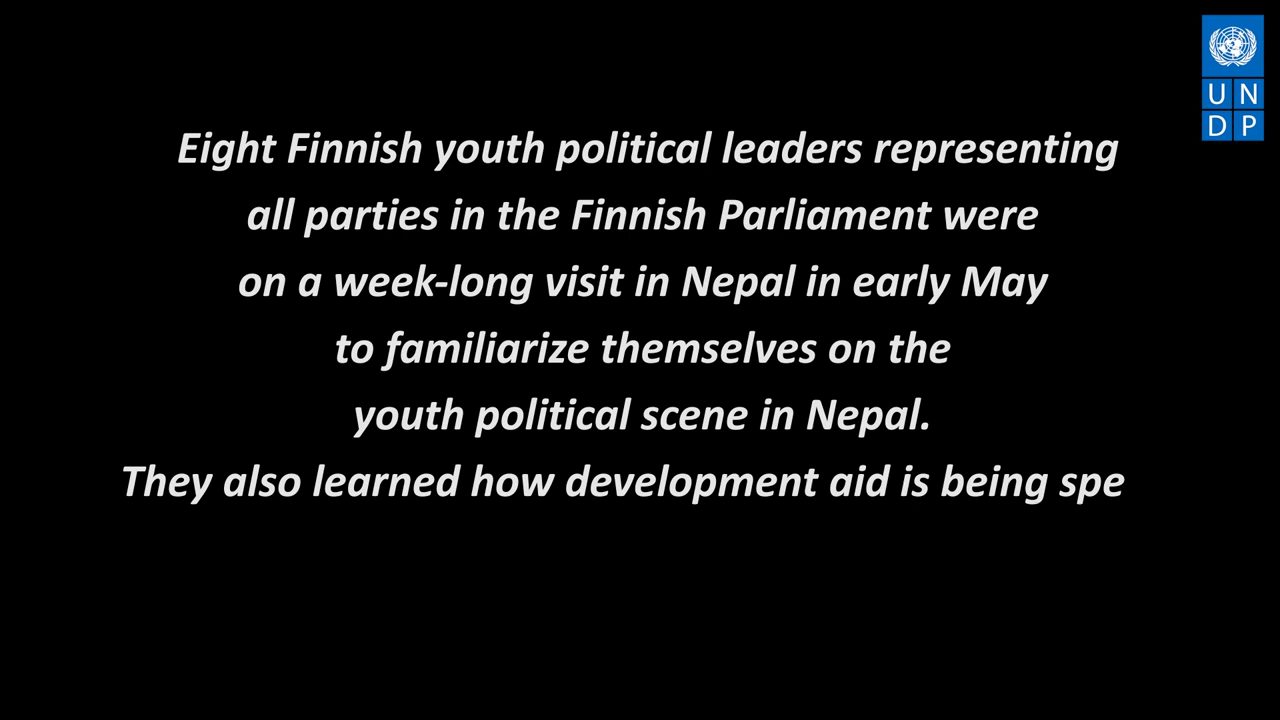 Eight Finnish youth political leaders representing
all parties in the Finnish Parliament were
on a week-long visit in Nepal in early May
to familiarize themselves on the
youth political scene in Nepal.
They also learned how development aid is being spe
U N
D P